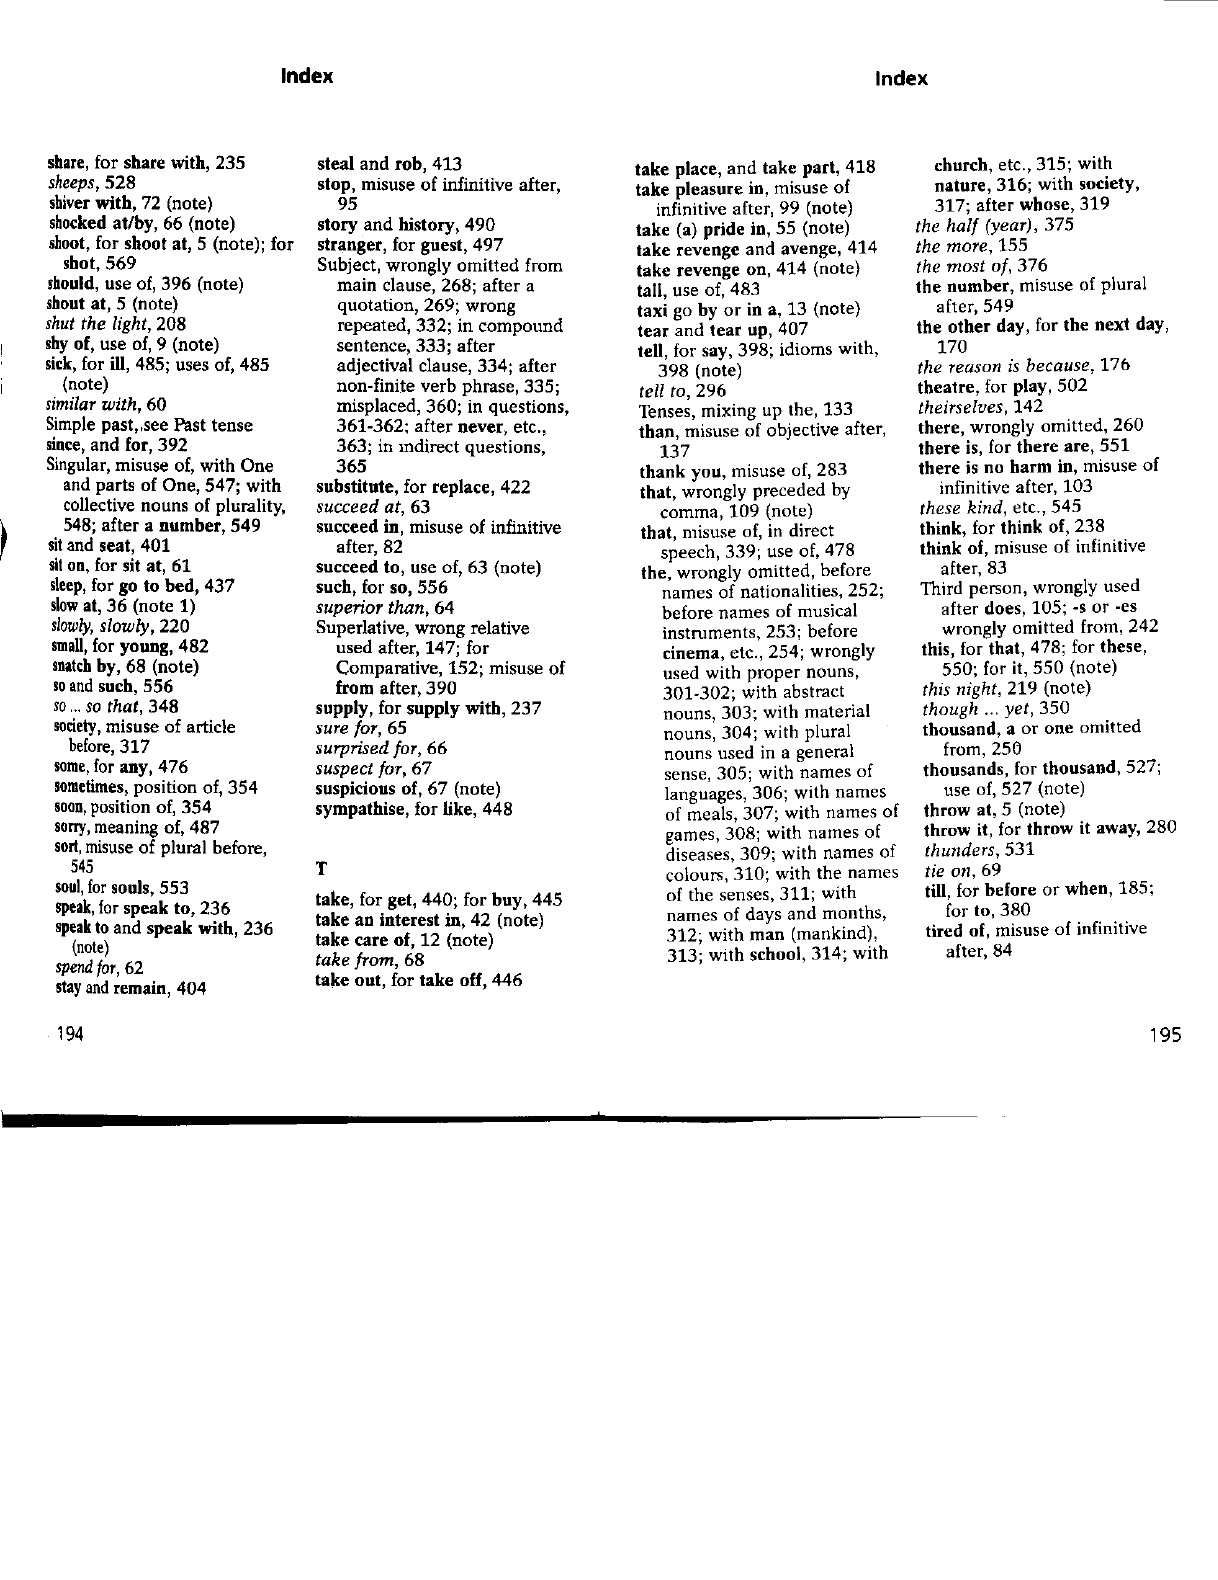 Index
share, for share with, 235
sheeps, 528
shiver with, 72 (note)
shocked at/by, 66 (note)
shoot, for shoot at, 5 (note); for
shot, 569
should, use of, 396 (note)
shout at, 5 (note)
shut the light, 208
shy of, use of, 9 (note)
sick, for ill, 485; uses of, 485
(note)
similar with, 60
Simple past,.see Past tense
since, and for, 392
Singular, misuse of, with One
and parts of One, 547; with
collective nouns of plurality,
548; after a number, 549
sit and seat, 401
sit on, for sit at, 61
sleep, for go to bed, 437
slow at, 36 (note 1)
slowly, slowly, 220
small, for young, 482
snatch by, 68 (note)
so and such, 556
so ... so that, 348
society, misuse of article
before, 317
some, for any, 476
sometimes, position of, 354
soon, position of, 354
sorry, meaning of, 487
sort, misuse of plural before,
545
soul, for souls, 553
speak, for speak to, 236
speak to and speak with, 236
(note)
spend for, 62
stay and remain, 404
steal and rob, 413
stop, misuse of infinitive after,
95
story and history, 490
stranger, for guest, 497
Subject, wrongly omitted from
main clause, 268; after a
quotation, 269; wrong
repeated, 332; in compound
sentence, 333; after
adjectival clause, 334; after
non-finite verb phrase, 335;
misplaced, 360; in questions,
361-362; after never, etc.,
363; in indirect questions,
365
substitute, for replace, 422
succeed at, 63
succeed in, misuse of infinitive
after, 82
succeed to, use of, 63 (note)
such, for so, 556
superior than, 64
Superlative, wrong relative
used after, 147; for
Comparative, 152; misuse of
from after, 390
supply, for supply with, 237
sure for, 65
surprised for, 66
suspect for, 67
suspicious of, 67 (note)
sympathise, for like, 448
T
take, for get, 440; for buy, 445
take an interest in, 42 (note)
take care of, 12 (note)
take from, 68
take out, for take off, 446
194
Index
take place, and take part, 418
take pleasure in, misuse of
infinitive after, 99 (note)
take (a) pride in, 55 (note)
take revenge and avenge, 414
take revenge on, 414 (note)
tall, use of, 483
taxi go by or in a, 13 (note)
tear and tear up, 407
tell, for say, 398; idioms with,
398 (note)
tell to, 296
Tenses, mixing up the, 133
than, misuse of objective after,
137
thank you, misuse of, 283
that, wrongly preceded by
comma, 109 (note)
that, misuse of, in direct
speech, 339; use of, 478
the, wrongly omitted, before
names of nationalities, 252;
before names of musical
instruments, 253; before
cinema, etc., 254; wrongly
used with proper nouns,
301-302; with abstract
nouns, 303; with material
nouns, 304; with plural
nouns used in a general
sense, 305; with names of
languages, 306; with names
of meals, 307; with names of
games, 308; with names of
diseases, 309; with names of
colours, 310; with the names
of the senses, 311; with
names of days and months,
312; with man (mankind),
313; with school, 314; with
church, etc., 315; with
nature, 316; with society,
317; after whose, 319
the half (year), 375
the more, 155
the most of, 376
the number, misuse of plural
after, 549
the other day, for the next day,
170
the reason is because, 176
theatre, for play, 502
theirselves, 142
there, wrongly omitted, 260
there is, for there are, 551
there is no harm in, misuse of
infinitive after, 103
these kind, etc., 545
think, for think of, 238
think of, misuse of infinitive
after, 83
Third person, wrongly used
after does, 105; -s or -es
wrongly omitted from, 242
this, for that, 478; for these,
550; for it, 550 (note)
this night, 219 (note)
though ... yet, 350
thousand, a or one omitted
from, 250
thousands, for thousand, 527;
use of, 527 (note)
throw at, 5 (note)
throw it, for throw it away, 280
thunders, 531
tie on, 69
till, for before or when, 185;
for to, 380
tired of, misuse of infinitive
after, 84
195